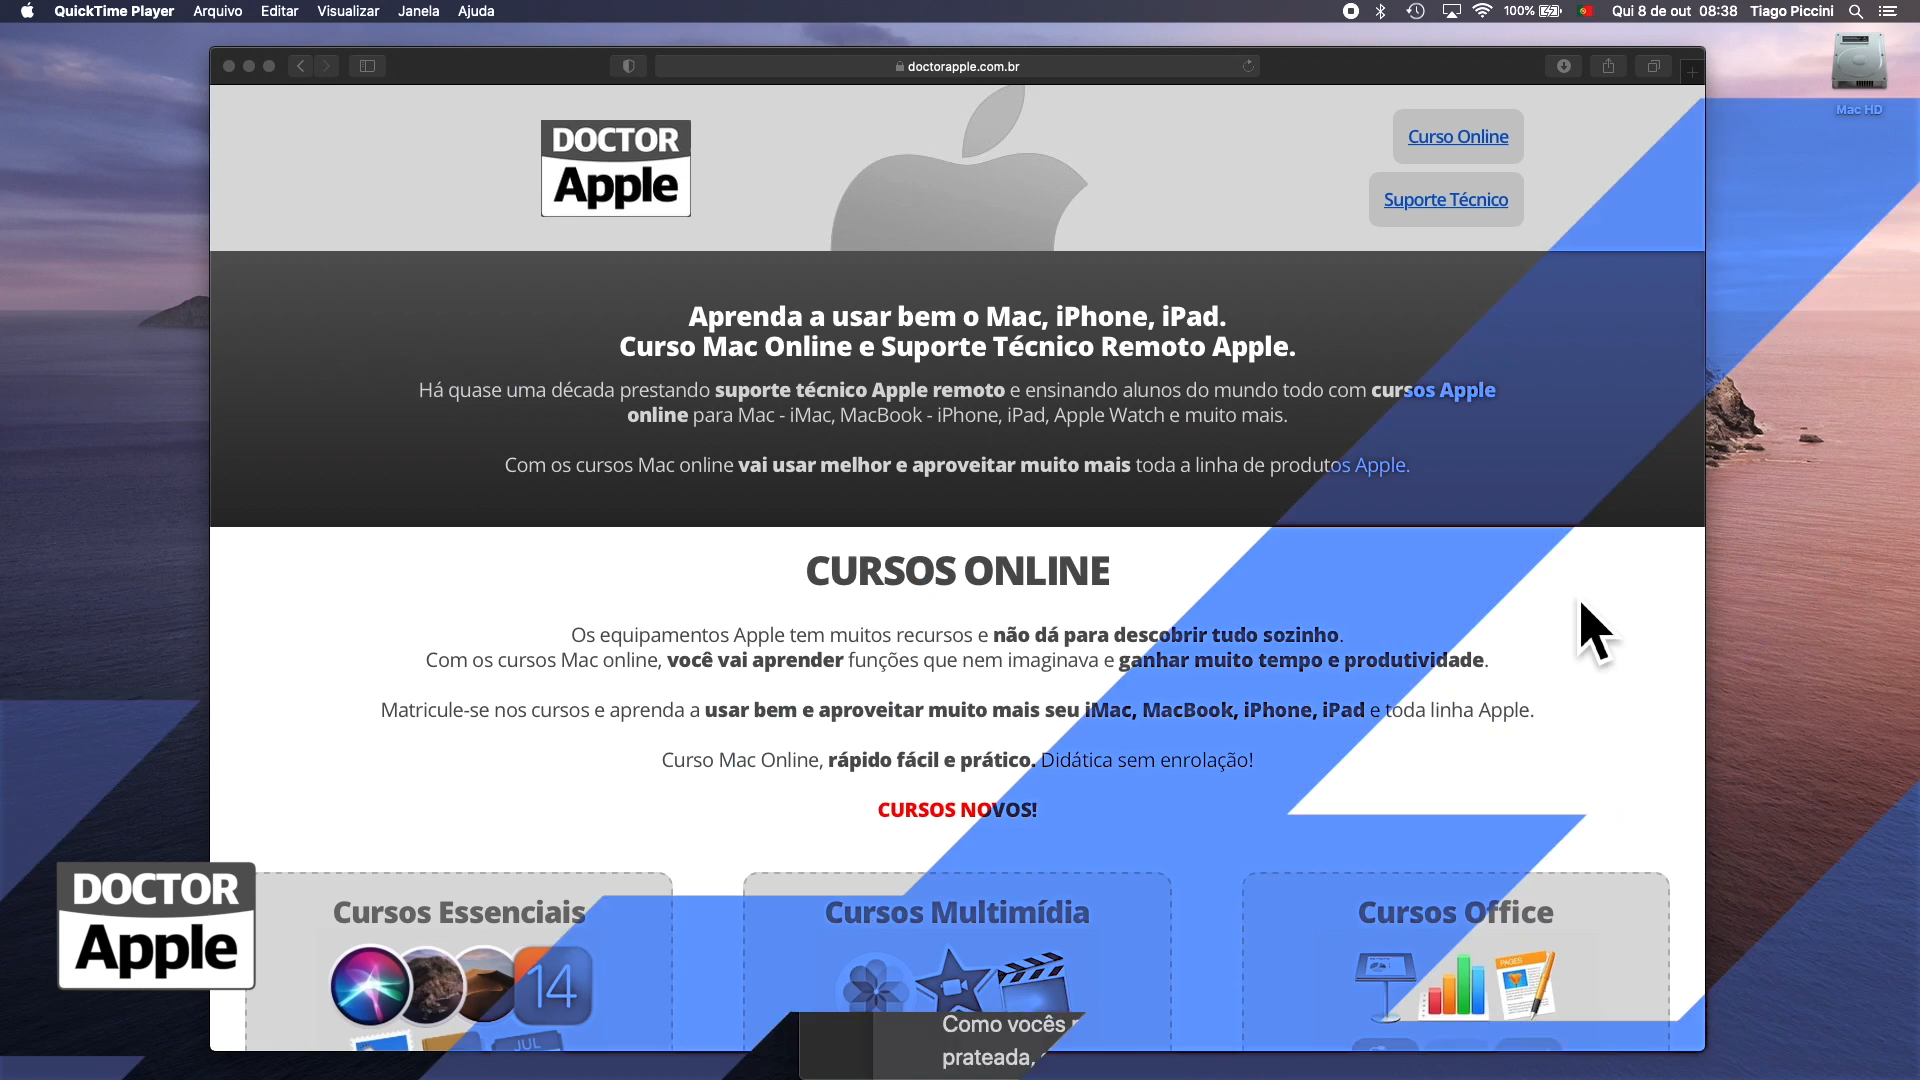 QuickTime Player Arquivo Editar Visualizar Janela Ajuda 100% Qui 8 de out 08:38 Tiago Piccini
doctorapple.com.br
Mac HD
DOCTOR
Apple
Curso Online
Suporte Técnico
Aprenda a usar bem o Mac, iPhone, iPad.
Curso Mac Online e Suporte Técnico Remoto Apple.
Há quase uma década prestando suporte técnico Apple remoto e ensinando alunos do mundo todo com cursos Apple
online para Mac - iMac, MacBook - iPhone, iPad, Apple Watch e muito mais.
Com os cursos Mac online vai usar melhor e aproveitar muito mais toda a linha de produtos Apple.
CURSOS ONLINE
Os equipamentos Apple tem muitos recursos e não dá para descobrir tudo sozinho.
Com os cursos Mac online, você vai aprender funções que nem imaginava e ganhar muito tempo e produtividade.
Matricule-se nos cursos e aprenda a usar bem e aproveitar muito mais seu iMac, MacBook, iPhone, iPad e toda linha Apple.
Curso Mac Online, rápido fácil e prático. Didática sem enrolação!
CURSOS NOVOS!
Cursos Essenciais
Cursos Multimídia
Cursos Office
14
PAGES
JUL
DOCTOR
Apple
Como vocês
prateada,